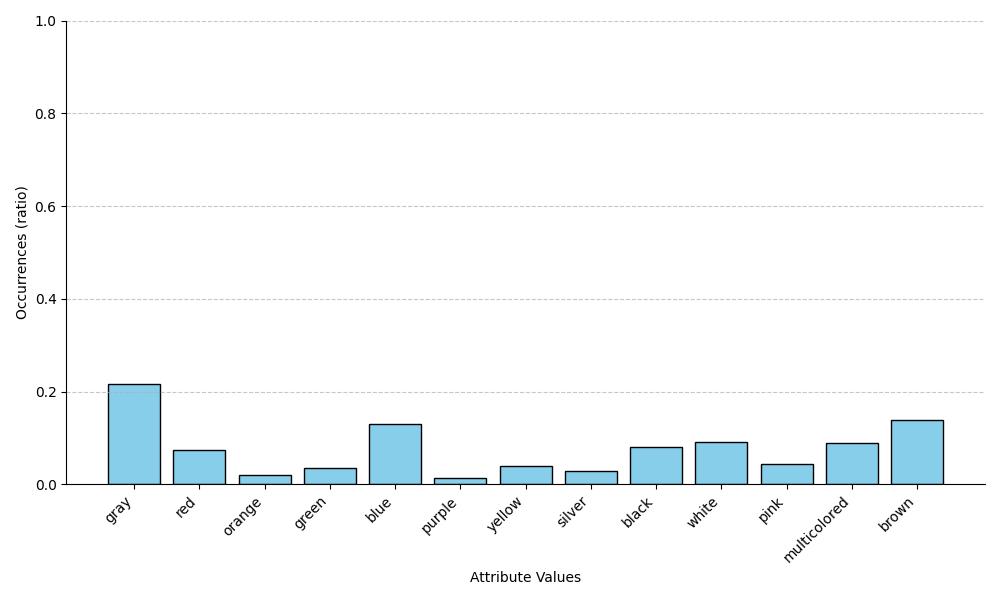 1.0
0.8
0.6
0.4
0.2
0.0
Occurrences (ratio)
gray
red
orange
green
blue
purple
yellow
silver
black
white
pink
multicolored
brown
Attribute Values